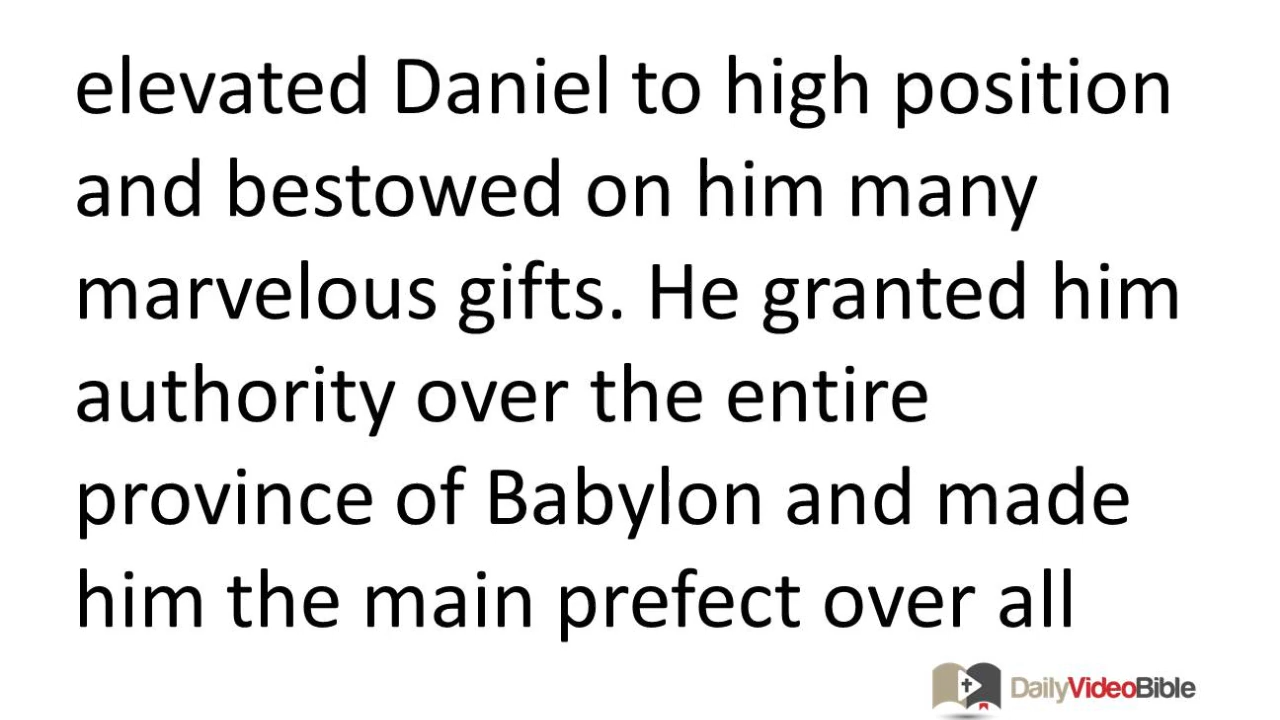 elevated Daniel to high position
and bestowed on him many
marvelous gifts. He granted him
authority over the entire
province of Babylon and made
him the main prefect over all
DailyVideoBible